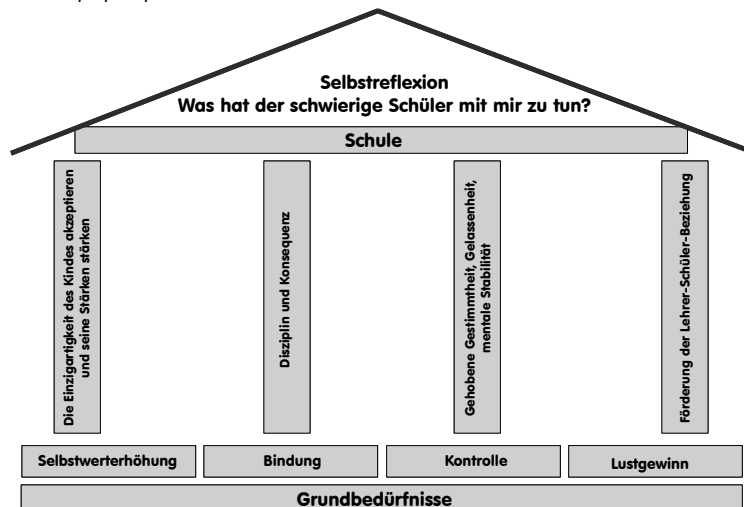 Selbstreflexion
Was hat der schwierige Schüler mit mir zu tun?
Schule
Die Einzigartigkeit des Kindes akzeptieren
und seine Stärken stärken
Disziplin und Konsequenz
Gehobene Gestimmtheit, Gelassenheit,
mentale Stabilität
Förderung der Lehrer-Schüler-Beziehung
Selbstwerterhöhung
Bindung
Kontrolle
Lustgewinn
Grundbedürfnisse